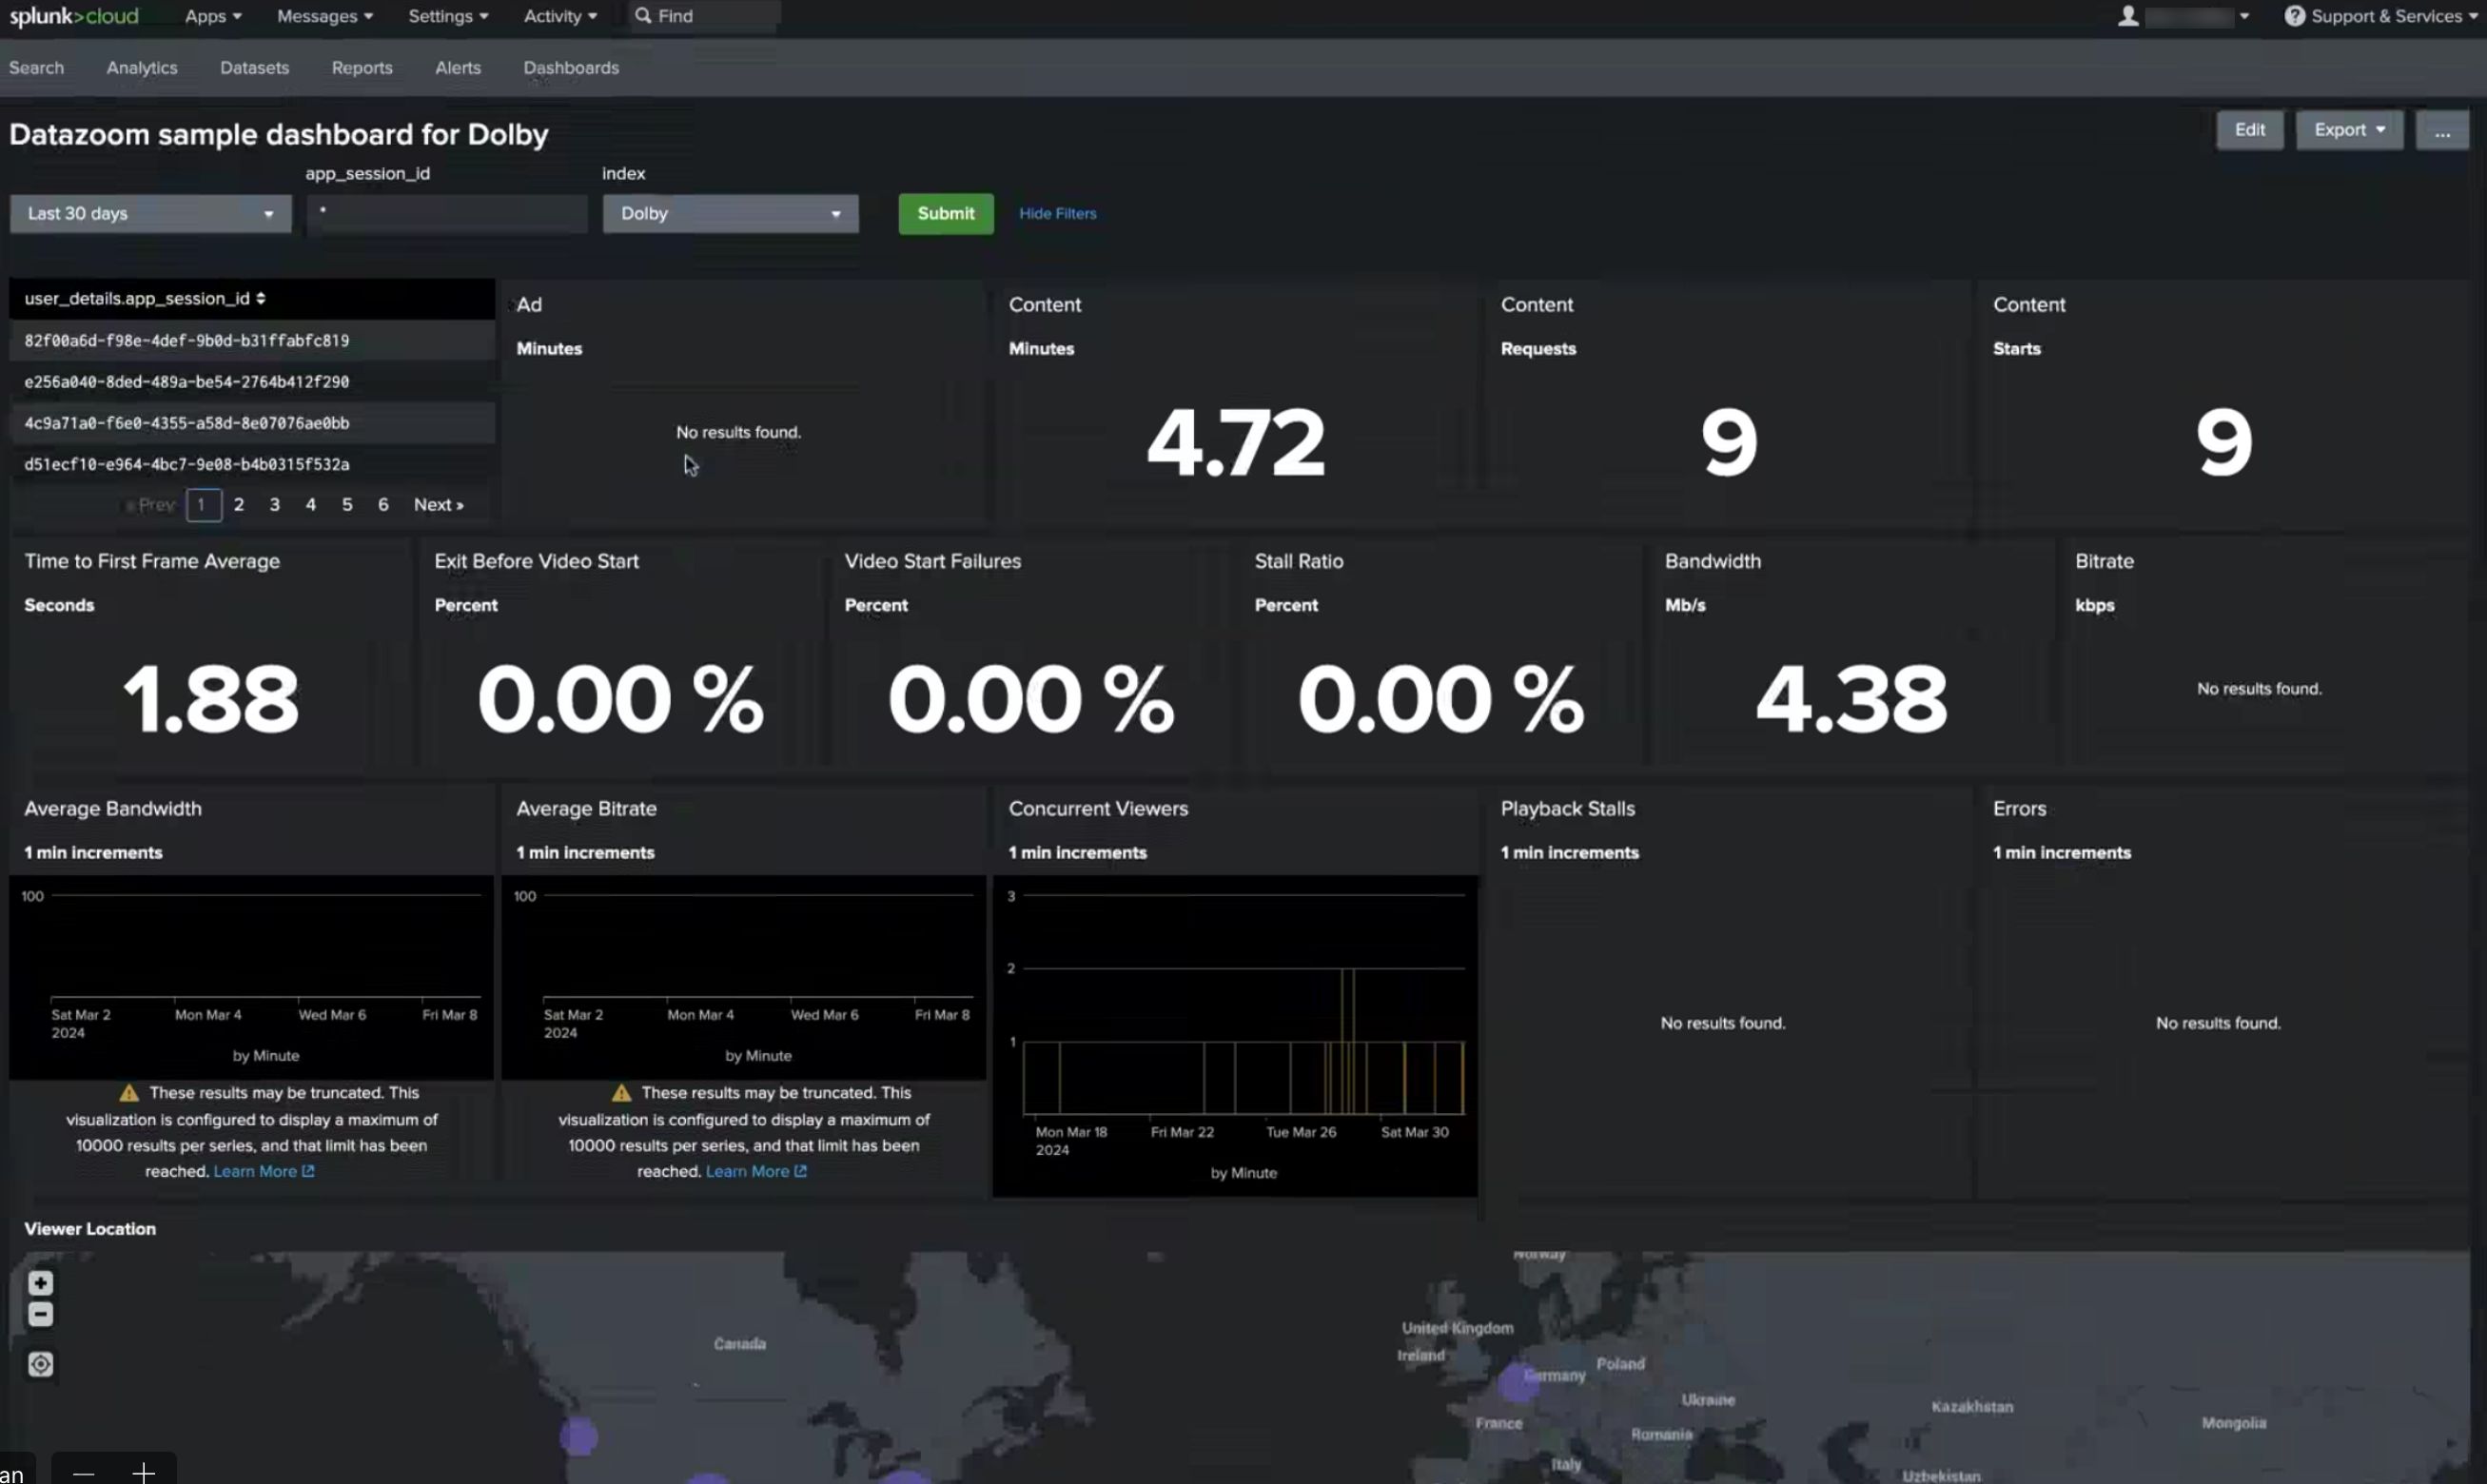 splunk>cloud Apps Messages Settings Activity Find Support & Services
Search Analytics Datasets Reports Alerts Dashboards
Datazoom sample dashboard for Dolby
Edit Export ...
app_session_id index
Last 30 days * Dolby Submit Hide Filters
user_details.app_session_id
82f00a6d-f98e-4def-9b0d-b31ffabfc819
e256a040-8ded-489a-be54-2764b412f290
4c9a71a0-f6e0-4355-a58d-8e07076ae0bb
d51ecf10-e964-4bc7-9e08-b4b0315f532a
« Prev 1 2 3 4 5 6 Next »
Ad
Minutes
No results found.
Content
Minutes
4.72
Content
Requests
9
Content
Starts
9
Time to First Frame Average
Seconds
1.88
Exit Before Video Start
Percent
0.00 %
Video Start Failures
Percent
0.00 %
Stall Ratio
Percent
0.00 %
Bandwidth
Mb/s
4.38
Bitrate
kbps
No results found.
Average Bandwidth
1 min increments
100
Sat Mar 2 Mon Mar 4 Wed Mar 6 Fri Mar 8
2024
by Minute
These results may be truncated. This
visualization is configured to display a maximum of
10000 results per series, and that limit has been
reached. Learn More
Average Bitrate
1 min increments
100
Sat Mar 2 Mon Mar 4 Wed Mar 6 Fri Mar 8
2024
by Minute
These results may be truncated. This
visualization is configured to display a maximum of
10000 results per series, and that limit has been
reached. Learn More
Concurrent Viewers
1 min increments
3
2
1
Mon Mar 18 Fri Mar 22 Tue Mar 26 Sat Mar 30
2024
by Minute
Playback Stalls
1 min increments
No results found.
Errors
1 min increments
No results found.
Viewer Location
Norway
Canada
United Kingdom
Ireland
Poland
Germany
Ukraine
Kazakhstan
France
Mongolia
Romania
Italy
Uzbekistan
an